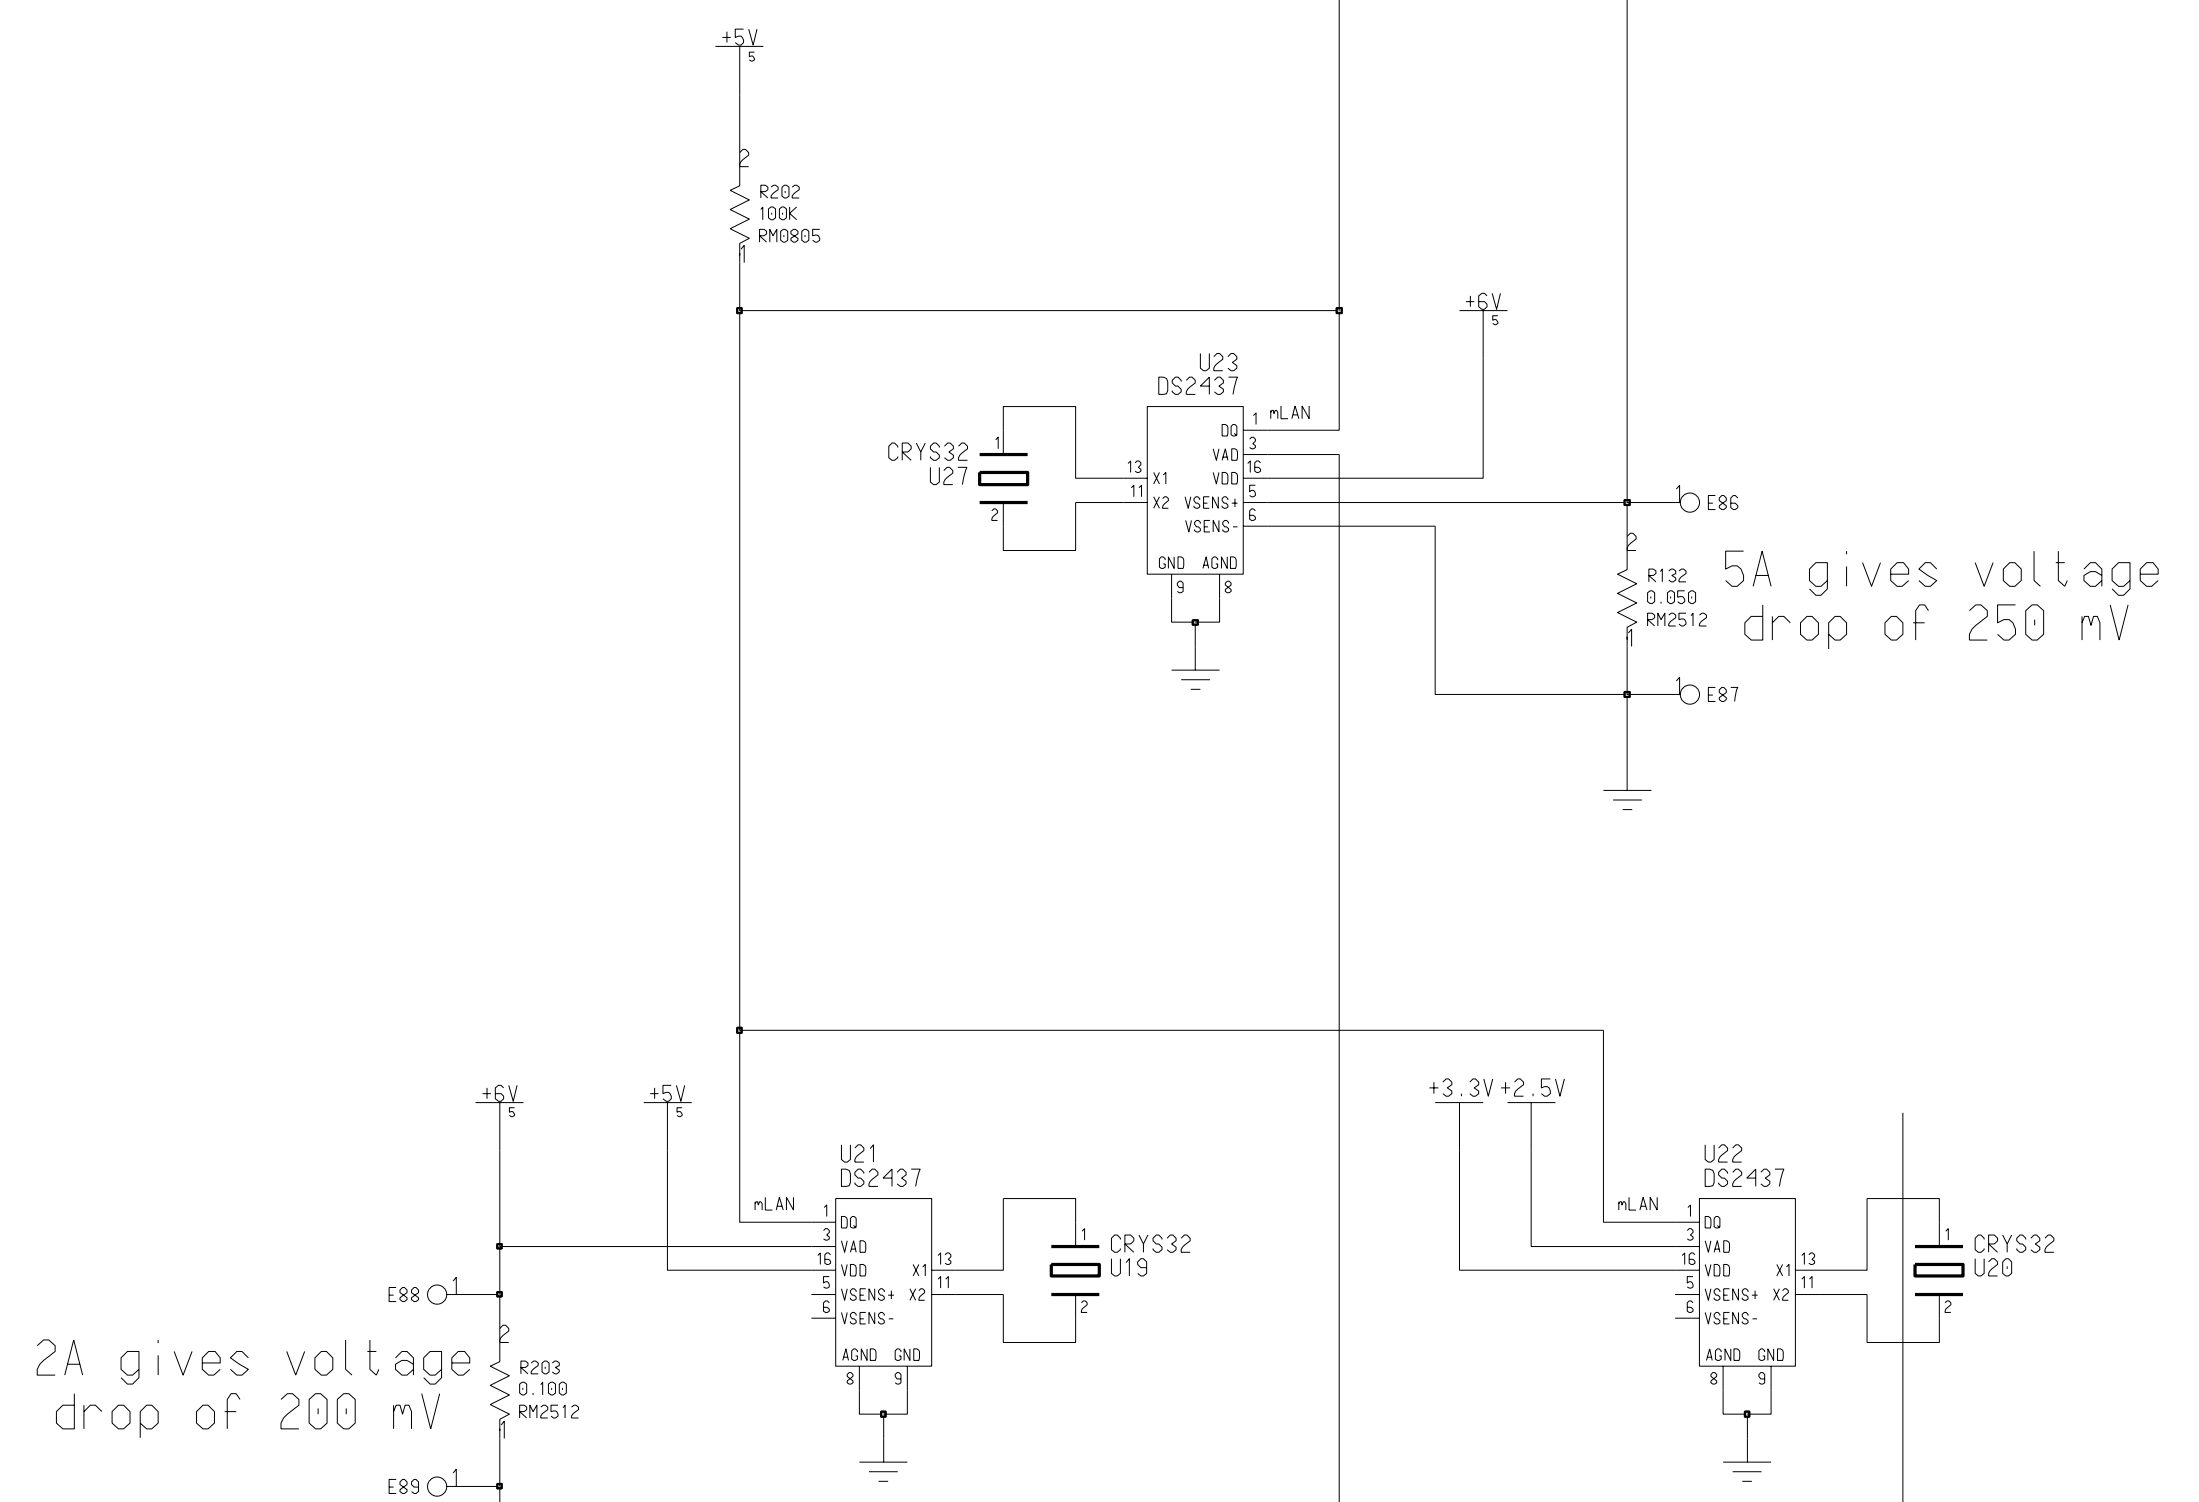 +5V
5
2
R202
100K
RM0805
1
+6V
5
U23
DS2437
1 mLAN
DQ
3
VAD
16
VDD
5
VSENS+
6
VSENS-
13
X1
11
X2
GND AGND
9 8
CRYS32
U27
1
2
1 E86
2
R132
0.050
RM2512
1
5A gives voltage
drop of 250 mV
1 E87
+6V
5
+5V
5
+3.3V +2.5V
U21
DS2437
mLAN 1
DQ
3
VAD
16
VDD
5
VSENS+
6
VSENS-
13
X1
11
X2
AGND GND
8 9
1
CRYS32
U19
2
U22
DS2437
mLAN 1
DQ
3
VAD
16
VDD
5
VSENS+
6
VSENS-
13
X1
11
X2
AGND GND
8 9
1
CRYS32
U20
2
E88 1
2
R203
0.100
RM2512
1
2A gives voltage
drop of 200 mV
E89 1